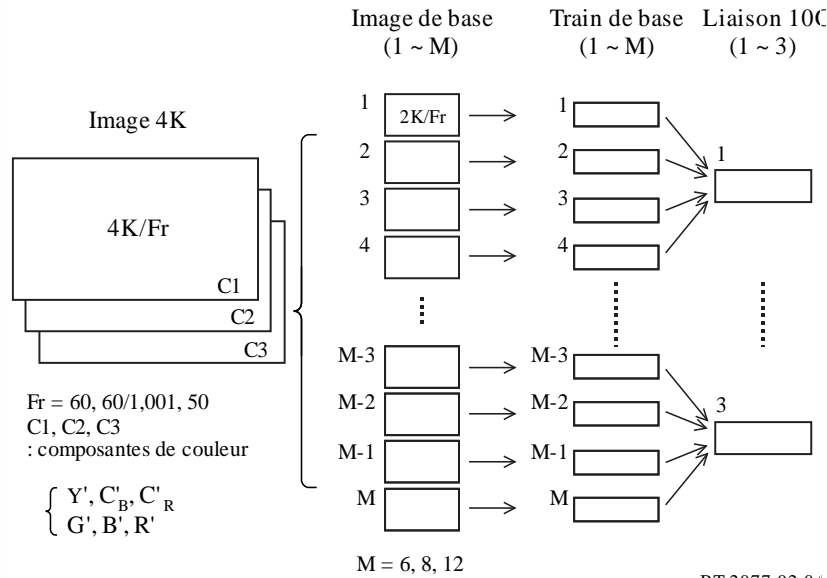 Image de base
(1 ~ M)
Train de base
(1 ~ M)
Liaison
(1 ~ 3)
Image 4K
4K/Fr
C1
C2
C3
Fr = 60, 60/1,001, 50
C1, C2, C3
: composantes de couleur
Y', C'B, C'R
G', B', R'
1
2K/Fr
2
3
4
M-3
M-2
M-1
M
M = 6, 8, 12
1
2
3
4
M-3
M-2
M-1
M
1
3